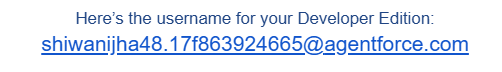 Here’s the username for your Developer Edition:
shiwanijha48.17f863924665@agentforce.com